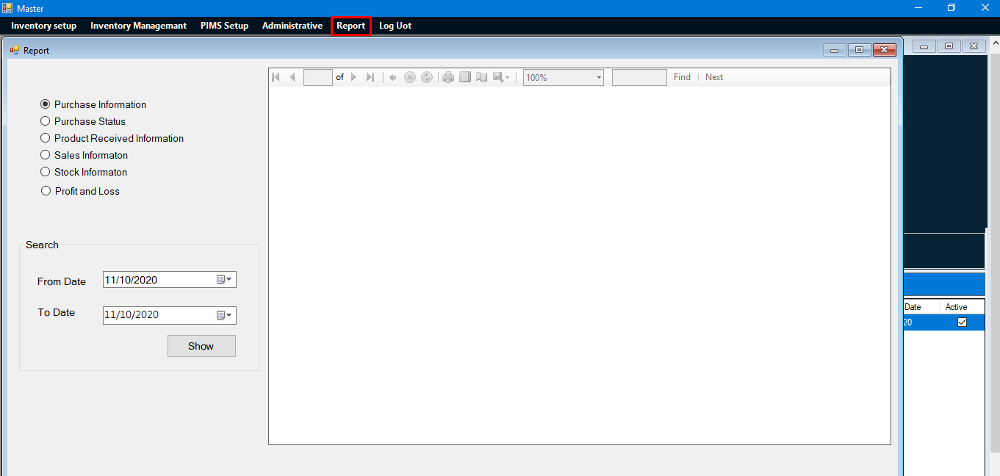 Master
Inventory setup Inventory Management PIMS Setup Administrative Report Log Uot
Report
of 100% Find Next
Purchase Information
Purchase Status
Product Received Information
Sales Informaton
Stock Informaton
Profit and Loss
Search
From Date 11/10/2020
To Date 11/10/2020
Show
Date Active
20